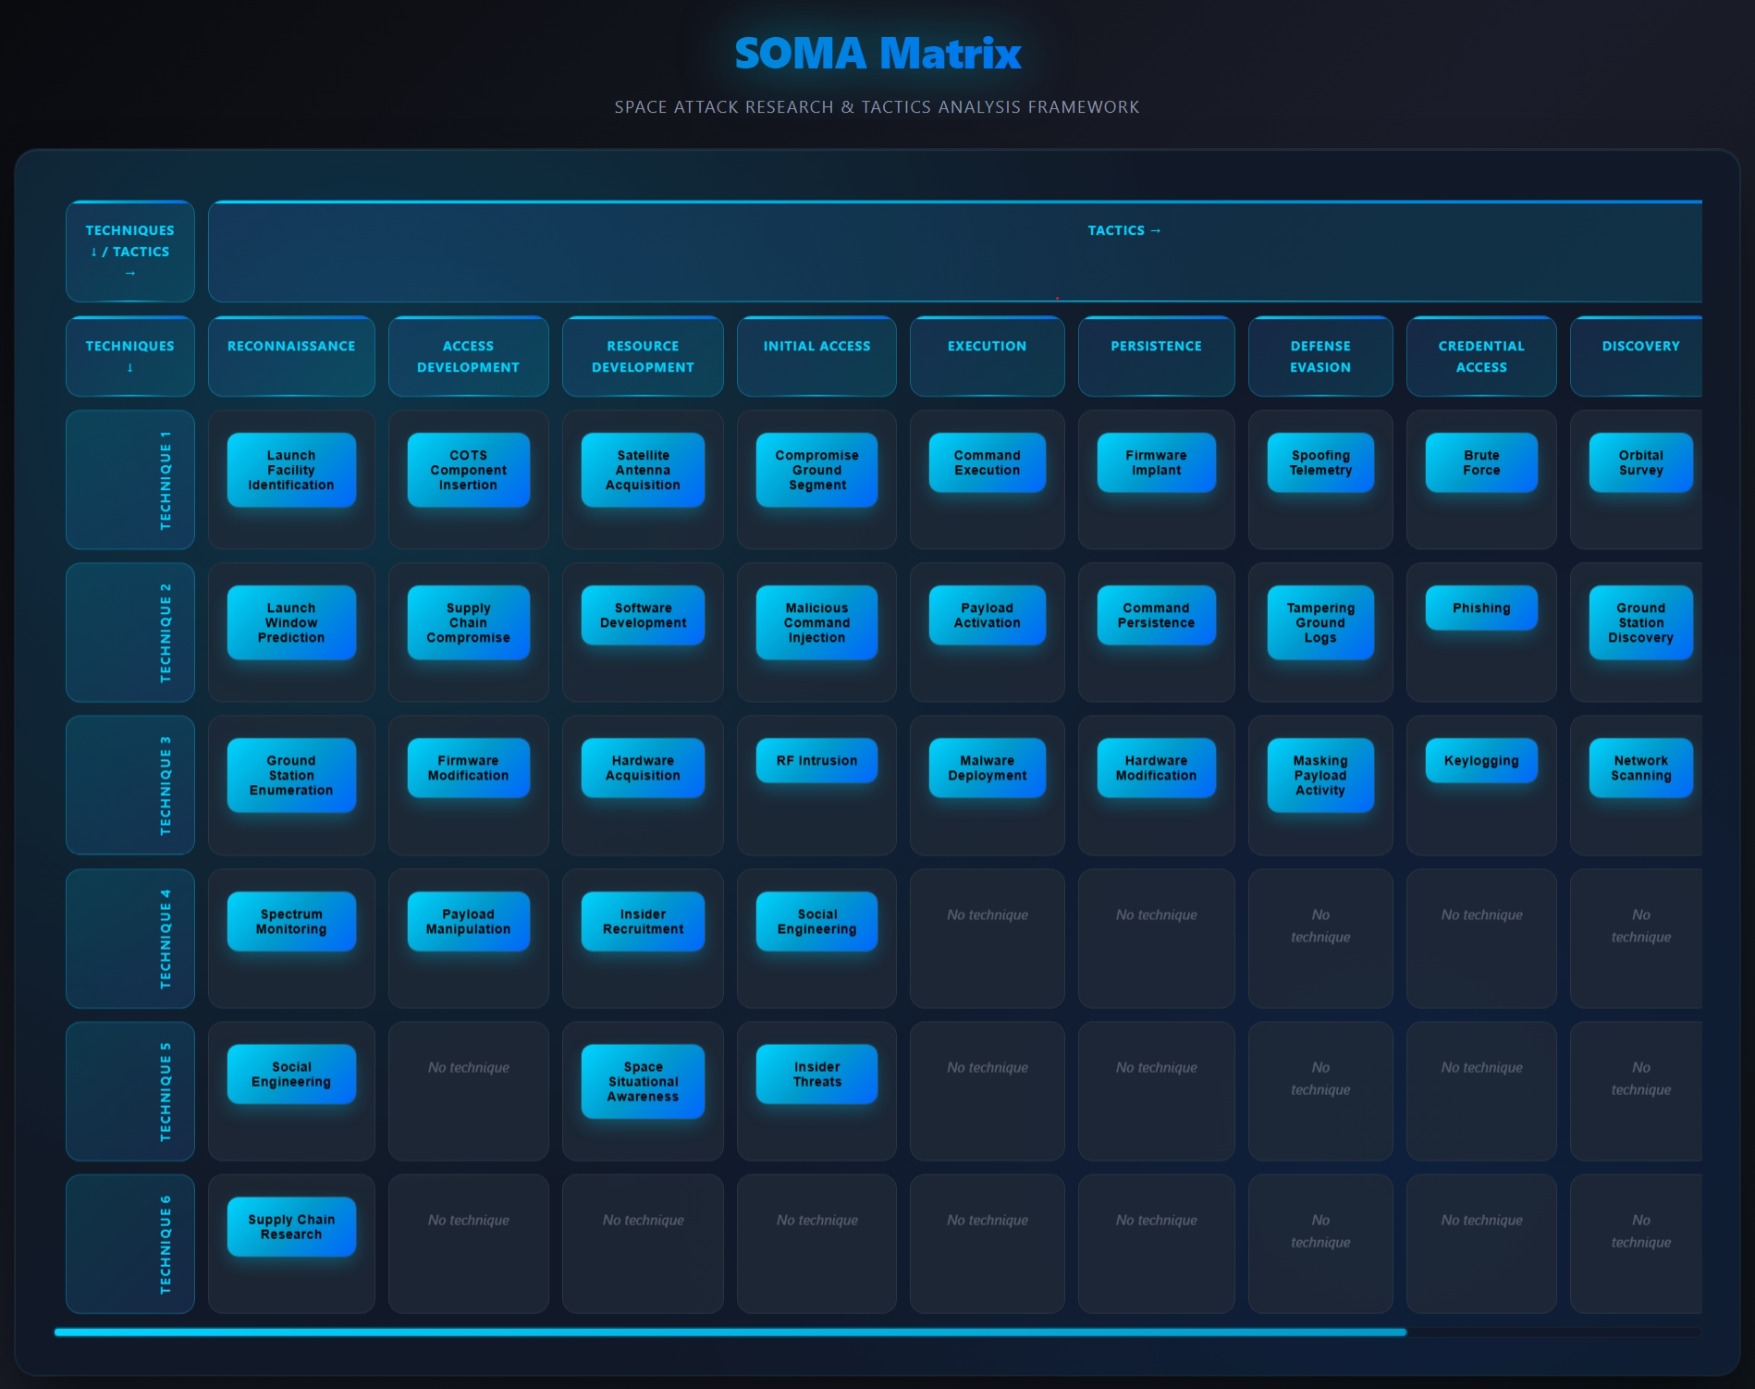 SOMA Matrix
SPACE ATTACK RESEARCH & TACTICS ANALYSIS FRAMEWORK
TECHNIQUES
↓ / TACTICS
→
TACTICS →
TECHNIQUES
↓
RECONNAISSANCE
ACCESS
DEVELOPMENT
RESOURCE
DEVELOPMENT
INITIAL ACCESS
EXECUTION
PERSISTENCE
DEFENSE
EVASION
CREDENTIAL
ACCESS
DISCOVERY
TECHNIQUE 1
Launch
Facility
Identification
COTS
Component
Insertion
Satellite
Antenna
Acquisition
Compromise
Ground
Segment
Command
Execution
Firmware
Implant
Spoofing
Telemetry
Brute
Force
Orbital
Survey
TECHNIQUE 2
Launch
Window
Prediction
Supply
Chain
Compromise
Software
Development
Malicious
Command
Injection
Payload
Activation
Command
Persistence
Tampering
Ground
Logs
Phishing
Ground
Station
Discovery
TECHNIQUE 3
Ground
Station
Enumeration
Firmware
Modification
Hardware
Acquisition
RF Intrusion
Malware
Deployment
Hardware
Modification
Masking
Payload
Activity
Keylogging
Network
Scanning
TECHNIQUE 4
Spectrum
Monitoring
Payload
Manipulation
Insider
Recruitment
Social
Engineering
No technique
No technique
No
technique
No technique
No
technique
TECHNIQUE 5
Social
Engineering
No technique
Space
Situational
Awareness
Insider
Threats
No technique
No technique
No
technique
No technique
No
technique
TECHNIQUE 6
Supply Chain
Research
No technique
No technique
No technique
No technique
No technique
No
technique
No technique
No
technique